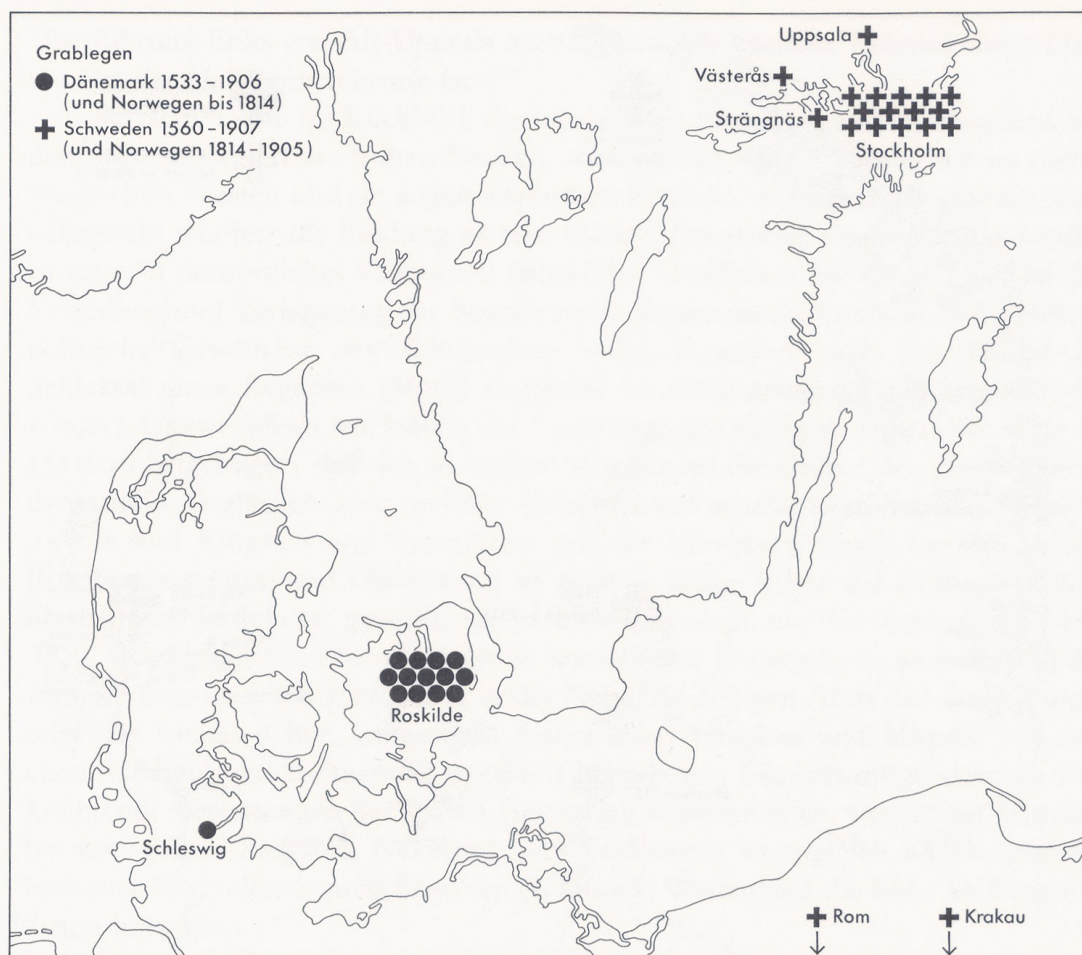 Grablegen
Dänemark 1533–1906
(und Norwegen bis 1814)
Schweden 1560–1907
(und Norwegen 1814–1905)
Uppsala
Västerås
Strängnäs
Stockholm
Roskilde
Schleswig
Rom
Krakau